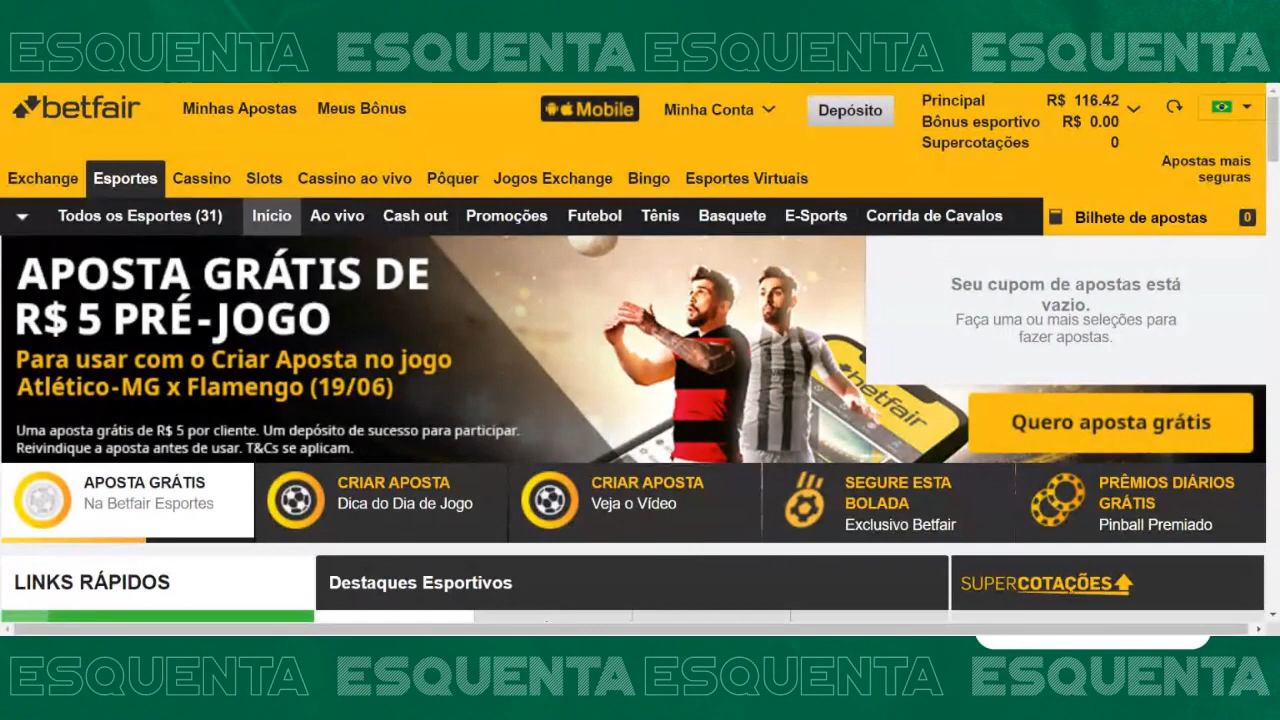 ESQUENTA ESQUENTA ESQUENTA ESQUENTA
betfair Minhas Apostas Meus Bônus Mobile Minha Conta Depósito
Principal R$ 116.42
Bônus esportivo R$ 0.00
Supercotações 0
Apostas mais
seguras
Exchange Esportes Cassino Slots Cassino ao vivo Pôquer Jogos Exchange Bingo Esportes Virtuais
Todos os Esportes (31) Início Ao vivo Cash out Promoções Futebol Tênis Basquete E-Sports Corrida de Cavalos Bilhete de apostas 0
APOSTA GRÁTIS DE
R$ 5 PRÉ-JOGO
Para usar com o Criar Aposta no jogo
Atlético-MG x Flamengo (19/06)
Uma aposta grátis de R$ 5 por cliente. Um depósito de sucesso para participar.
Reivindique a aposta antes de usar. T&Cs se aplicam.
betfair
Seu cupom de apostas está
vazio.
Faça uma ou mais seleções para
fazer apostas.
Quero aposta grátis
APOSTA GRÁTIS
Na Betfair Esportes
CRIAR APOSTA
Dica do Dia de Jogo
CRIAR APOSTA
Veja o Vídeo
SEGURE ESTA
BOLADA
Exclusivo Betfair
PRÊMIOS DIÁRIOS
GRÁTIS
Pinball Premiado
LINKS RÁPIDOS
Destaques Esportivos
SUPERCOTAÇÕES
ESQUENTA ESQUENTA ESQUENTA ESQUENTA